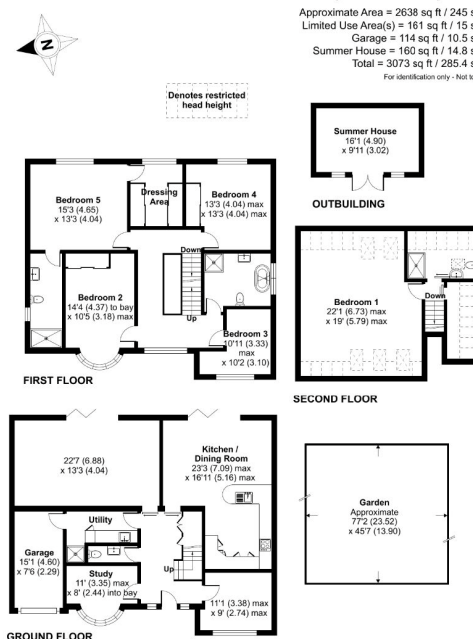 Approximate Area = 2638 sq ft / 245 s
Limited Use Area(s) = 161 sq ft / 15 s
Garage = 114 sq ft / 10.5 s
Summer House = 160 sq ft / 14.8 s
Total = 3073 sq ft / 285.4 s
For identification only - Not to
N
Denotes restricted
head height
Summer House
16'1 (4.90)
x 9'11 (3.02)
OUTBUILDING
Bedroom 5
15'3 (4.65)
x 13'3 (4.04)
Dressing
Area
Bedroom 4
13'3 (4.04) max
x 13'3 (4.04) max
Down
Bedroom 2
14'4 (4.37) to bay
x 10'5 (3.18) max
Up
Bedroom 3
10'11 (3.33)
max
x 10'2 (3.10)
FIRST FLOOR
Bedroom 1
22'1 (6.73) max
x 19' (5.79) max
Down
SECOND FLOOR
22'7 (6.88)
x 13'3 (4.04)
Kitchen /
Dining Room
23'3 (7.09) max
x 16'11 (5.16) max
Utility
Garage
15'1 (4.60)
x 7'6 (2.29)
Study
11' (3.35) max
x 8' (2.44) into bay
Up
11'1 (3.38) max
x 9' (2.74) max
GROUND FLOOR
Garden
Approximate
77'2 (23.52)
x 45'7 (13.90)